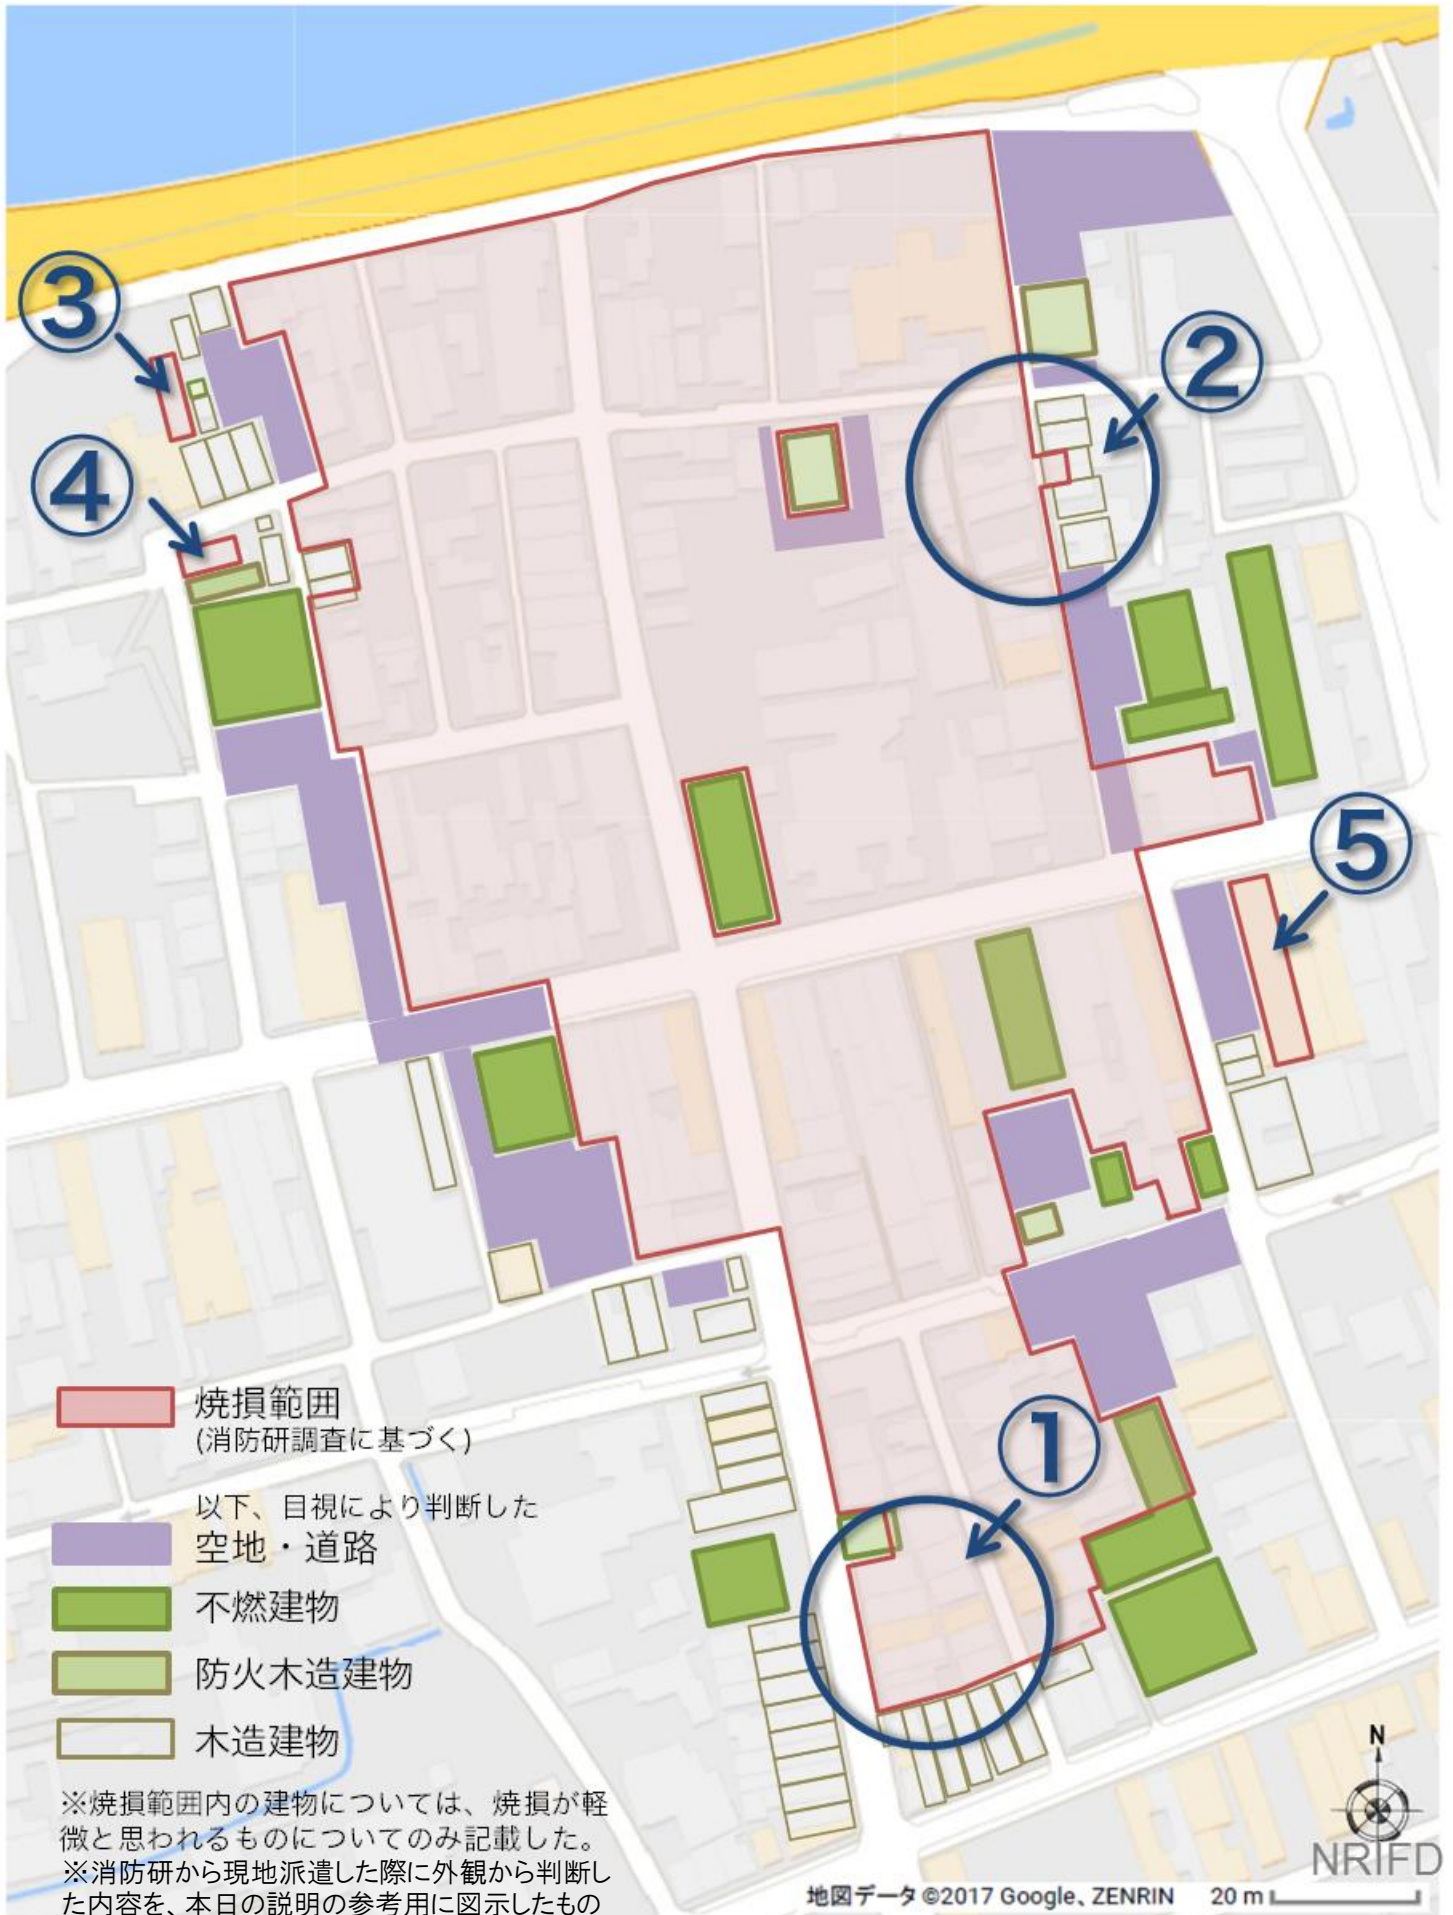 ③
②
④
⑤
①
焼損範囲
(消防研調査に基づく)
以下、目視により判断した
空地・道路
不燃建物
防火木造建物
木造建物
※焼損範囲内の建物については、焼損が軽
微と思われるものについてのみ記載した。
※消防研から現地派遣した際に外観から判断し
た内容を、本日の説明の参考用に図示したもの
N
NRIFD
地図データ ©2017 Google、ZENRIN 20 m